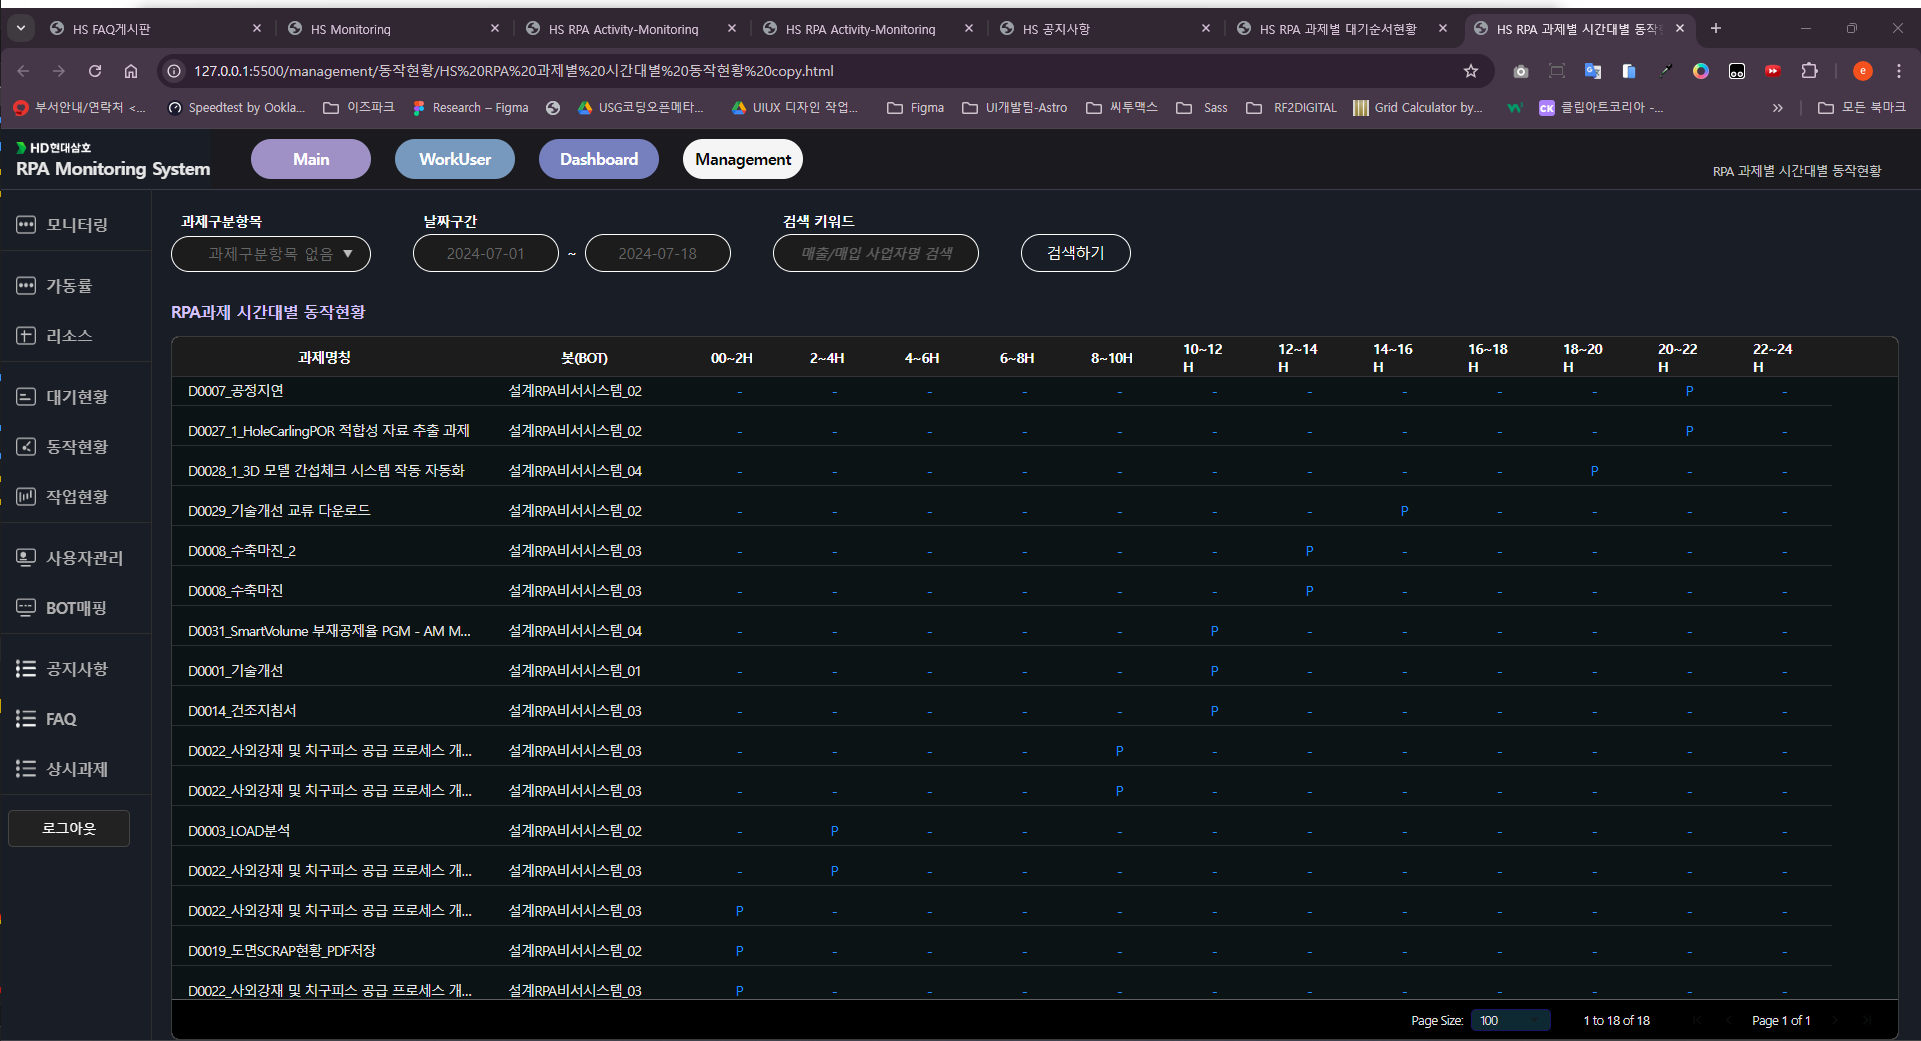 HS FAQ게시판
HS Monitoring
HS RPA Activity-Monitoring
HS RPA Activity-Monitoring
HS 공지사항
HS RPA 과제별 대기순서현황
HS RPA 과제별 시간대별 동작
127.0.0.1:5500/management/동작현황/HS%20RPA%20과제별%20시간대별%20동작현황%20copy.html
e
부서안내/연락처 <...
Speedtest by Ookla...
이즈파크
Research – Figma
USG코딩오픈메타...
UIUX 디자인 작업...
Figma
UI개발팀-Astro
씨투맥스
Sass
RF2DIGITAL
Grid Calculator by...
CK 클립아트코리아 -...
모든 북마크
HD현대삼호
RPA Monitoring System
Main
WorkUser
Dashboard
Management
RPA 과제별 시간대별 동작현황
모니터링
가동률
리소스
대기현황
동작현황
작업현황
사용자관리
BOT매핑
공지사항
FAQ
상시과제
로그아웃
과제구분항목
날짜구간
검색 키워드
과제구분항목 없음 ▼
2024-07-01 ~ 2024-07-18
매출/매입 사업자명 검색
검색하기
RPA과제 시간대별 동작현황
과제명칭 봇(BOT) 00~2H 2~4H 4~6H 6~8H 8~10H 10~12H 12~14H 14~16H 16~18H 18~20H 20~22H 22~24H
D0007_공정지연 설계RPA비서시스템_02 - - - - - - - - - - P -
D0027_1_HoleCarlingPOR 적합성 자료 추출 과제 설계RPA비서시스템_02 - - - - - - - - - - P -
D0028_1_3D 모델 간섭체크 시스템 작동 자동화 설계RPA비서시스템_04 - - - - - - - - - P - -
D0029_기술개선 교류 다운로드 설계RPA비서시스템_02 - - - - - - - P - - - -
D0008_수축마진_2 설계RPA비서시스템_03 - - - - - - P - - - - -
D0008_수축마진 설계RPA비서시스템_03 - - - - - - P - - - - -
D0031_SmartVolume 부재공제율 PGM - AM M... 설계RPA비서시스템_04 - - - - - P - - - - - -
D0001_기술개선 설계RPA비서시스템_01 - - - - - P - - - - - -
D0014_건조지침서 설계RPA비서시스템_03 - - - - - P - - - - - -
D0022_사외강재 및 치구피스 공급 프로세스 개... 설계RPA비서시스템_03 - - - - P - - - - - - -
D0022_사외강재 및 치구피스 공급 프로세스 개... 설계RPA비서시스템_03 - - - - P - - - - - - -
D0003_LOAD분석 설계RPA비서시스템_02 - P - - - - - - - - - -
D0022_사외강재 및 치구피스 공급 프로세스 개... 설계RPA비서시스템_03 - P - - - - - - - - - -
D0022_사외강재 및 치구피스 공급 프로세스 개... 설계RPA비서시스템_03 P - - - - - - - - - - -
D0019_도면SCRAP현황_PDF저장 설계RPA비서시스템_02 P - - - - - - - - - - -
D0022_사외강재 및 치구피스 공급 프로세스 개... 설계RPA비서시스템_03 P - - - - - - - - - - -
Page Size: 100 1 to 18 of 18 Page 1 of 1